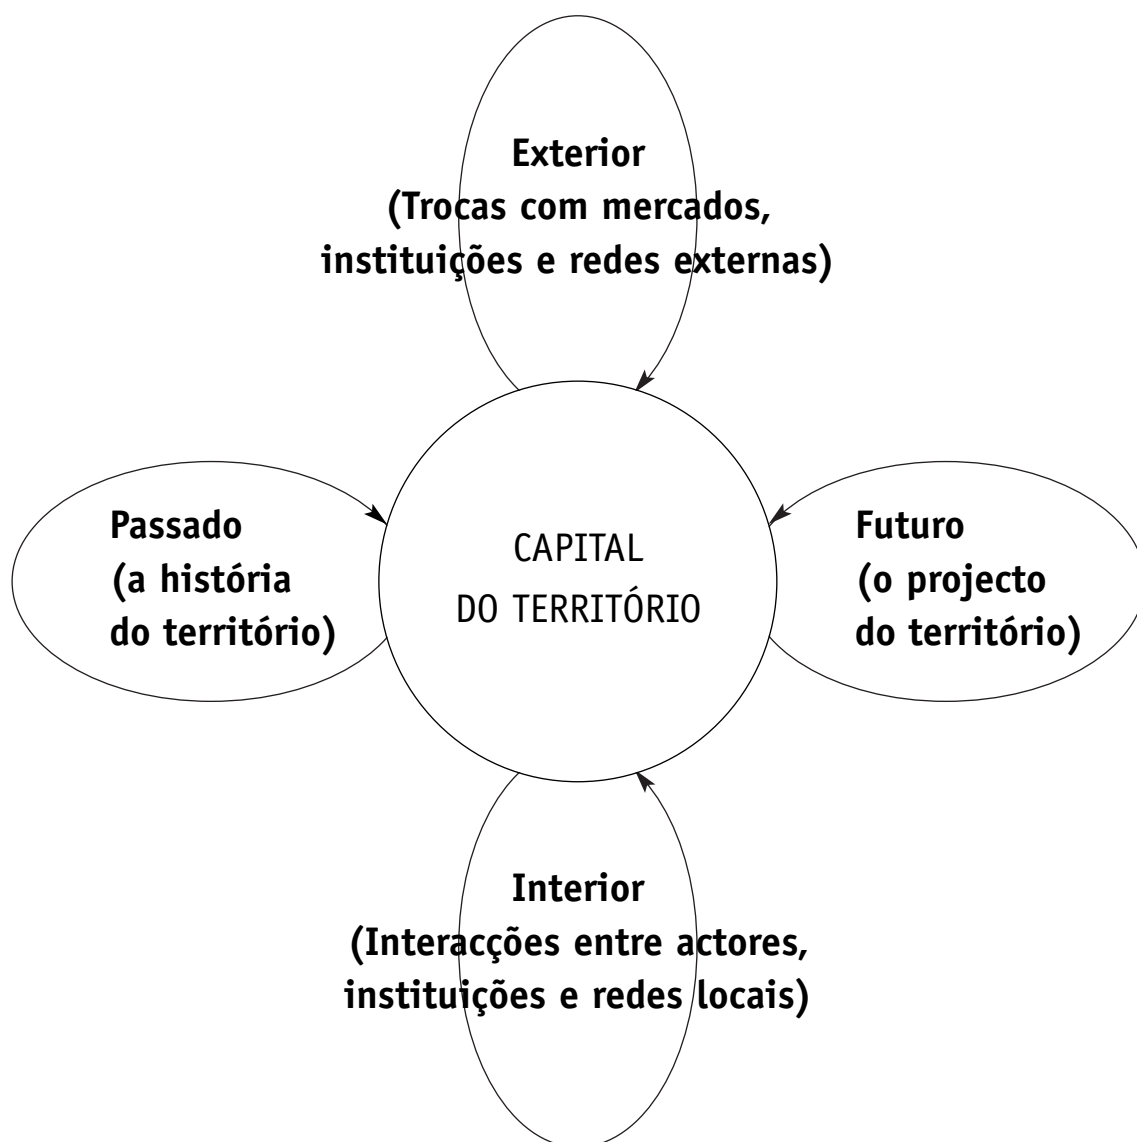 Exterior
(Trocas com mercados,
instituições e redes externas)
Passado
(a história
do território)
CAPITAL
DO TERRITÓRIO
Futuro
(o projecto
do território)
Interior
(Interacções entre actores,
instituições e redes locais)